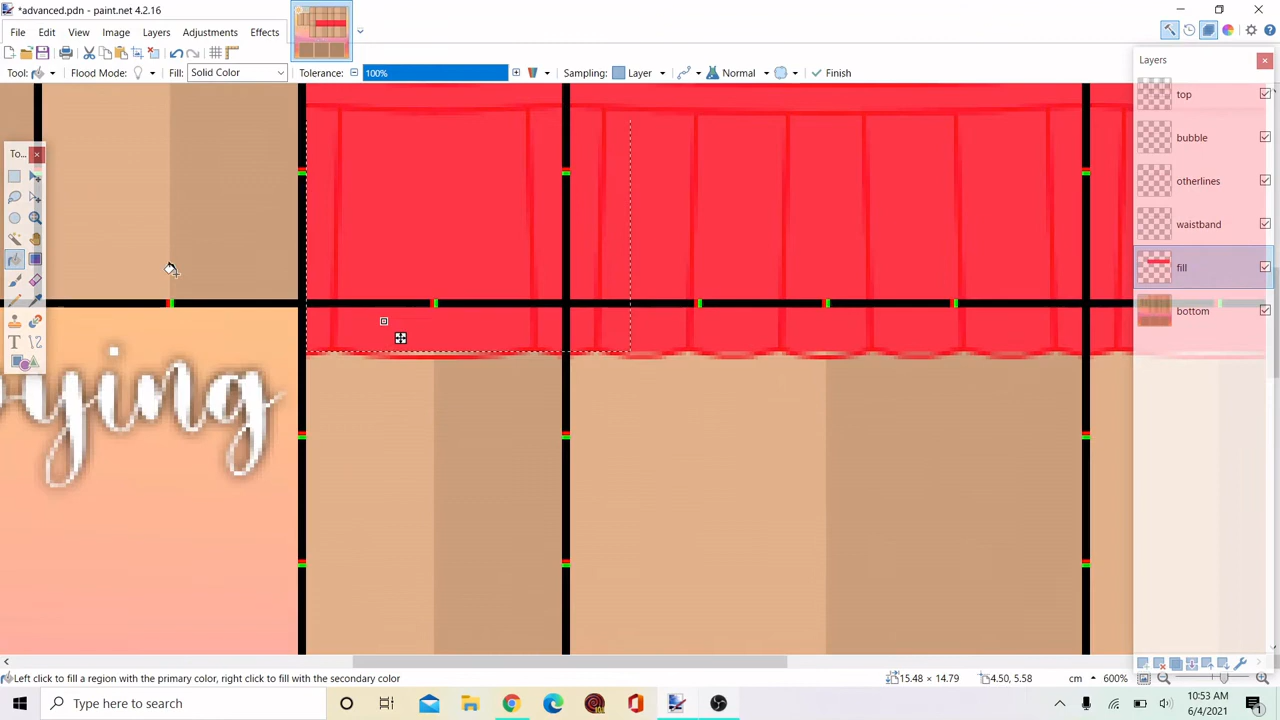 *advanced.pdn - paint.net 4.2.16
File Edit View Image Layers Adjustments Effects
Tool: Flood Mode: Fill: Solid Color Tolerance: 100% Sampling: Layer Normal Finish
Layers
top
bubble
otherlines
waistband
fill
bottom
To...
ying
Left click to fill a region with the primary color, right click to fill with the secondary color
15.48 × 14.79
4.50, 5.58
cm
600%
Type here to search
10:53 AM
6/4/2021
1